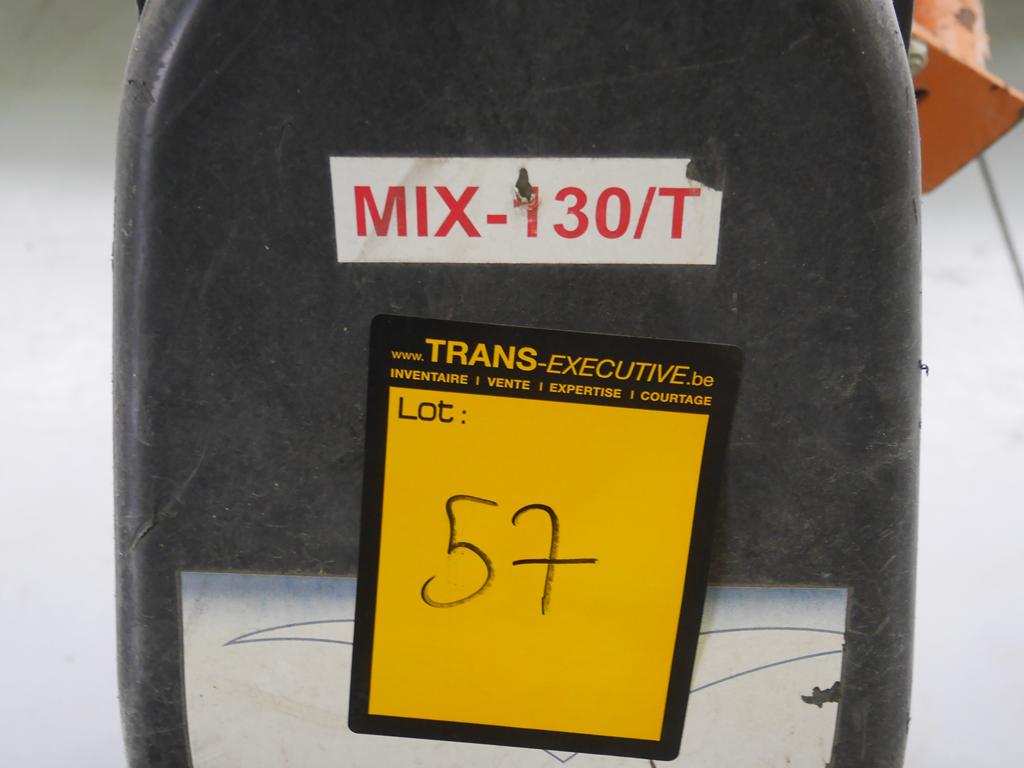 MIX-130/T
www.TRANS-EXECUTIVE.be
INVENTAIRE I VENTE I EXPERTISE I COURTAGE
Lot :
57